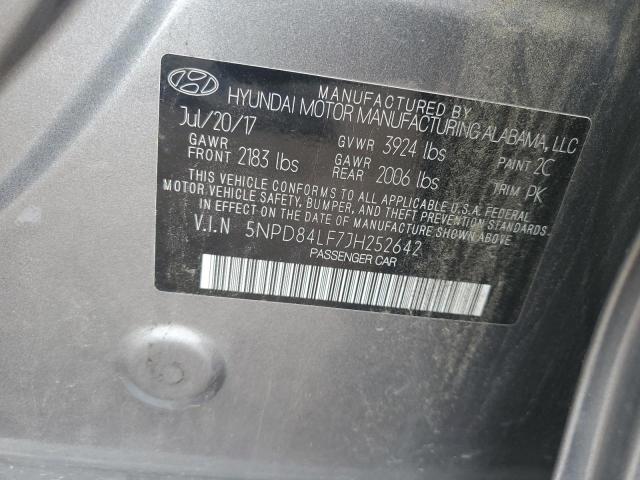 MANUFACTURED BY
HYUNDAI MOTOR MANUFACTURING ALABAMA, LLC
Jul/20/17
GVWR 3924 lbs
PAINT 2C
GAWR
FRONT 2183 lbs
GAWR
REAR 2006 lbs
TRIM PK
THIS VEHICLE CONFORMS TO ALL APPLICABLE U.S.A. FEDERAL
MOTOR VEHICLE SAFETY, BUMPER, AND THEFT PREVENTION STANDARDS
IN EFFECT ON THE DATE OF MANUFACTURE SHOWN ABOVE.
V.I.N 5NPD84LF7JH252642
PASSENGER CAR